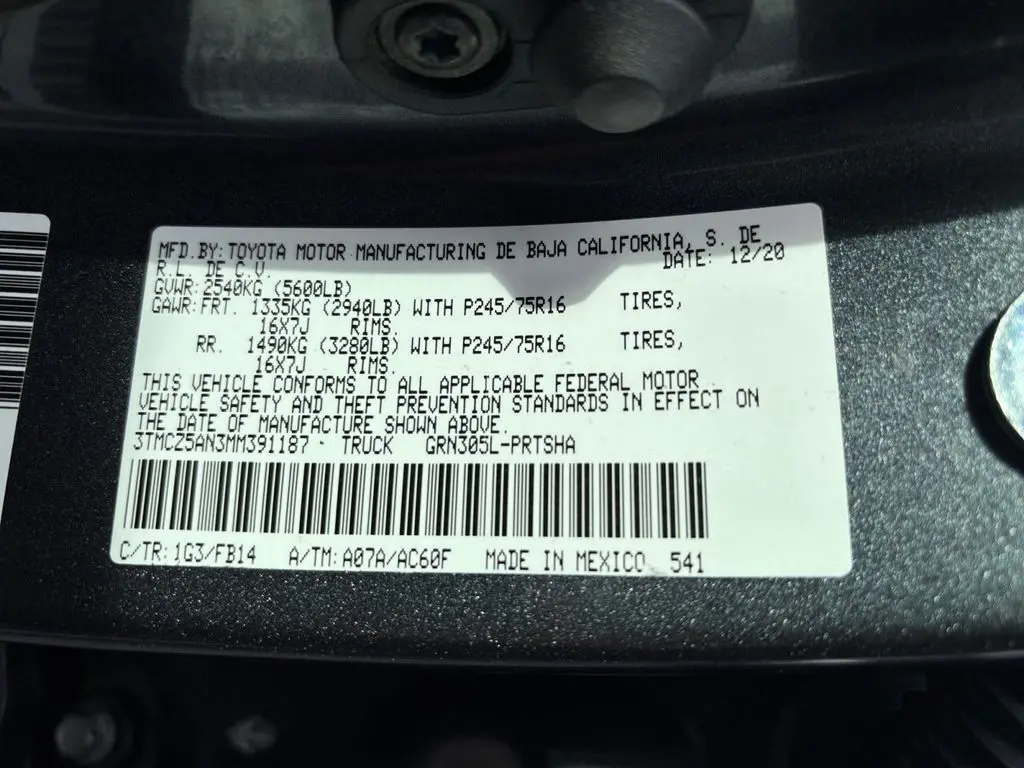 MFD.BY: TOYOTA MOTOR MANUFACTURING DE BAJA CALIFORNIA, S. DE
R.L. DE C.V. DATE: 12/20
GVWR: 2540KG (5600LB)
GAWR: FRT. 1335KG (2940LB) WITH P245/75R16 TIRES,
16X7J RIMS.
RR. 1490KG (3280LB) WITH P245/75R16 TIRES,
16X7J RIMS.
THIS VEHICLE CONFORMS TO ALL APPLICABLE FEDERAL MOTOR
VEHICLE SAFETY AND THEFT PREVENTION STANDARDS IN EFFECT ON
THE DATE OF MANUFACTURE SHOWN ABOVE.
3TMCZ5AN3MM391187 TRUCK GRN305L-PRTSHA
C/TR: 1G3/FB14 A/TM: A07A/AC60F MADE IN MEXICO 541